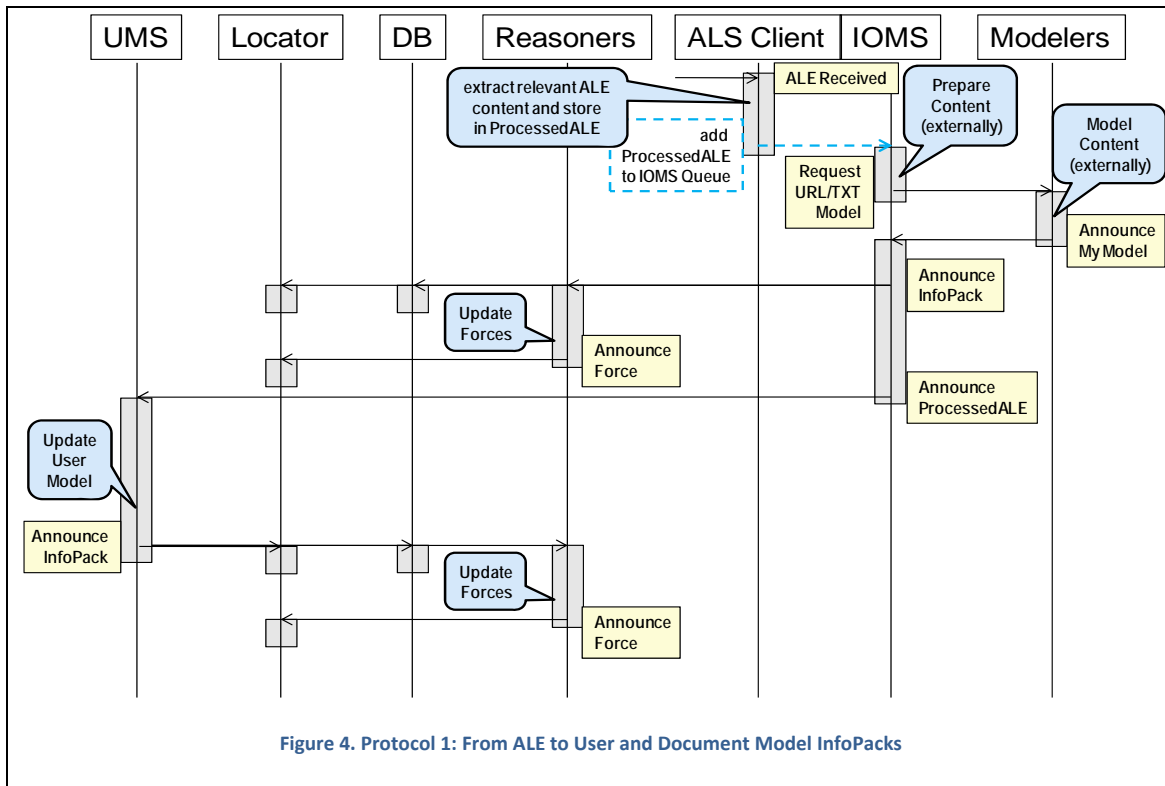 UMS
Locator
DB
Reasoners
ALS Client
IOMS
Modelers
extract relevant ALE
content and store
in ProcessedALE
ALE Received
Prepare
Content
(externally)
add
ProcessedALE
to IOMS Queue
Model
Content
(externally)
Request
URL/TXT
Model
Announce
My Model
Announce
InfoPack
Update
Forces
Announce
Force
Announce
ProcessedALE
Update
User
Model
Announce
InfoPack
Update
Forces
Announce
Force
Figure 4. Protocol 1: From ALE to User and Document Model InfoPacks